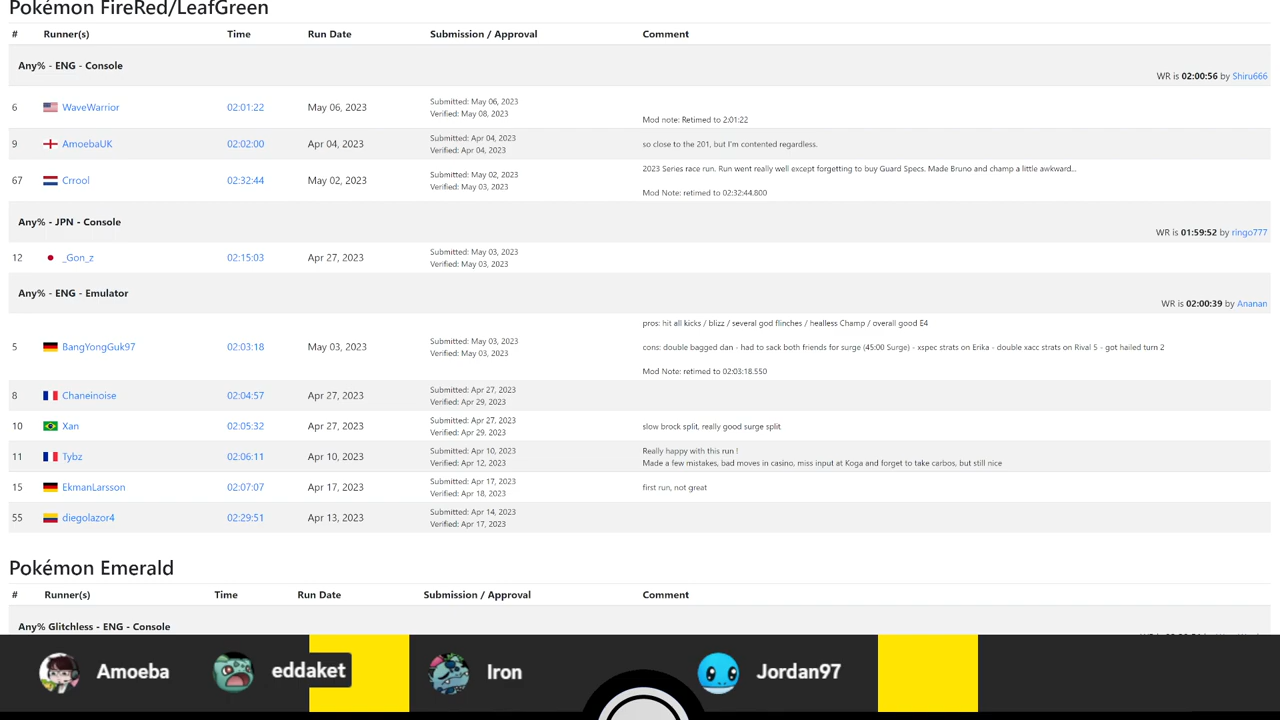 Pokémon FireRed/LeafGreen
# Runner(s) Time Run Date Submission / Approval Comment
Any% - ENG - Console
WR is 02:00:56 by Shiru666
6 WaveWarrior 02:01:22 May 06, 2023 Submitted: May 06, 2023
Verified: May 08, 2023
Mod note: Retimed to 2:01:22
9 AmoebaUK 02:02:00 Apr 04, 2023 Submitted: Apr 04, 2023
Verified: Apr 04, 2023
so close to the 201, but I'm contented regardless.
67 Crrool 02:32:44 May 02, 2023 Submitted: May 02, 2023
Verified: May 03, 2023
2023 Series race run. Run went really well except forgetting to buy Guard Specs. Made Bruno and champ a little awkward...
Mod Note: retimed to 02:32:44.800
Any% - JPN - Console
WR is 01:59:52 by ringo777
12 _Gon_z 02:15:03 Apr 27, 2023 Submitted: May 03, 2023
Verified: May 03, 2023
Any% - ENG - Emulator
WR is 02:00:39 by Ananan
5 BangYongGuk97 02:03:18 May 03, 2023 Submitted: May 03, 2023
Verified: May 03, 2023
pros: hit all kicks / blizz / several god flinches / healless Champ / overall good E4
cons: double bagged dan - had to sack both friends for surge (45:00 Surge) - xspec strats on Erika - double xacc strats on Rival 5 - got hailed turn 2
Mod Note: retimed to 02:03:18.550
8 Chaneinoise 02:04:57 Apr 27, 2023 Submitted: Apr 27, 2023
Verified: Apr 29, 2023
10 Xan 02:05:32 Apr 27, 2023 Submitted: Apr 27, 2023
Verified: Apr 29, 2023
slow brock split, really good surge split
11 Tybz 02:06:11 Apr 10, 2023 Submitted: Apr 10, 2023
Verified: Apr 12, 2023
Really happy with this run !
Made a few mistakes, bad moves in casino, miss input at Koga and forget to take carbos, but still nice
15 EkmanLarsson 02:07:07 Apr 17, 2023 Submitted: Apr 17, 2023
Verified: Apr 18, 2023
first run, not great
55 diegolazor4 02:29:51 Apr 13, 2023 Submitted: Apr 14, 2023
Verified: Apr 17, 2023
Pokémon Emerald
# Runner(s) Time Run Date Submission / Approval Comment
Any% Glitchless - ENG - Console
Amoeba eddaket Iron Jordan97